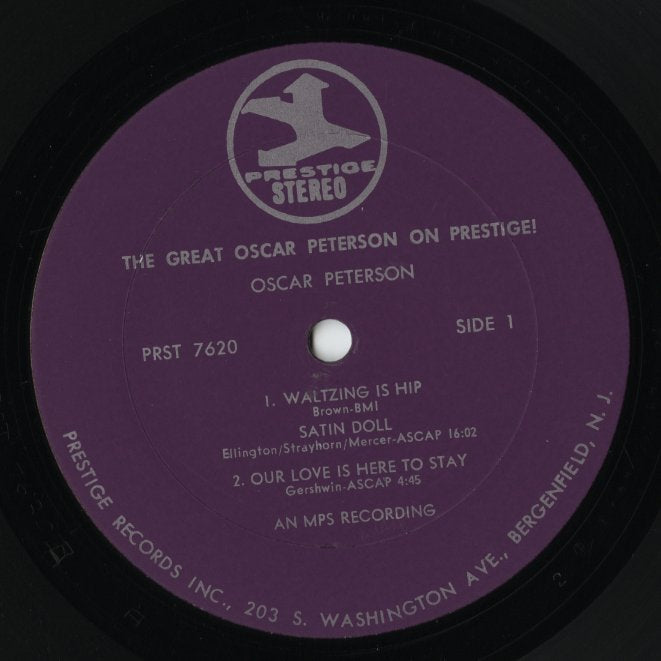 PRESTIGE
STEREO
THE GREAT OSCAR PETERSON ON PRESTIGE!
OSCAR PETERSON
PRST 7620
SIDE 1
1. WALTZING IS HIP
Brown-BMI
SATIN DOLL
Ellington/Strayhorn/Mercer-ASCAP 16:02
2. OUR LOVE IS HERE TO STAY
Gershwin-ASCAP 4:45
AN MPS RECORDING
PRESTIGE RECORDS INC., 203 S. WASHINGTON AVE., BERGENFIELD, N. J.